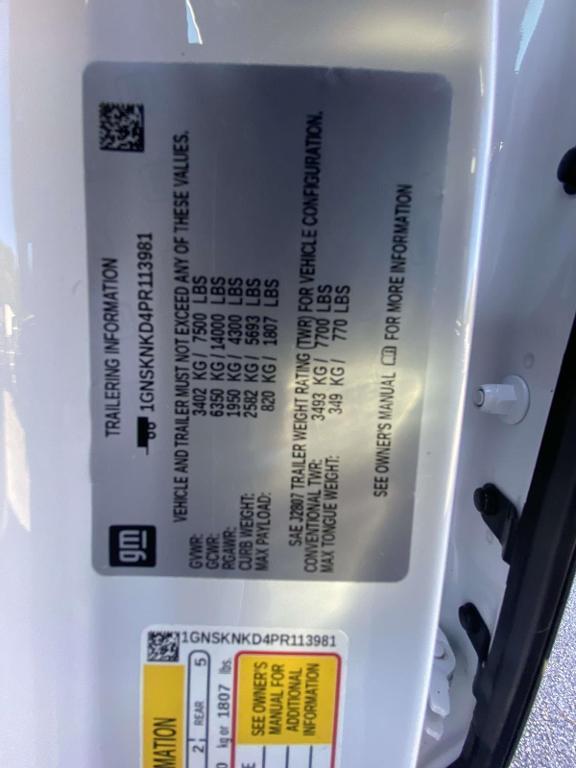 TRAILERING INFORMATION
1GNSKNKD4PR113981
gm
VEHICLE AND TRAILER MUST NOT EXCEED ANY OF THESE VALUES.
GVWR: 3402 KG / 7500 LBS
GCWR: 6350 KG / 14000 LBS
RGAWR: 1950 KG / 4300 LBS
CURB WEIGHT: 2582 KG / 5693 LBS
MAX PAYLOAD: 820 KG / 1807 LBS
SAE J2807 TRAILER WEIGHT RATING (TWR) FOR VEHICLE CONFIGURATION.
CONVENTIONAL TWR: 3493 KG / 7700 LBS
MAX TONGUE WEIGHT: 349 KG / 770 LBS
SEE OWNER'S MANUAL FOR MORE INFORMATION
1GNSKNKD4PR113981
2 REAR 5
kg or 1807 lbs.
SEE OWNER'S
MANUAL FOR
ADDITIONAL
INFORMATION